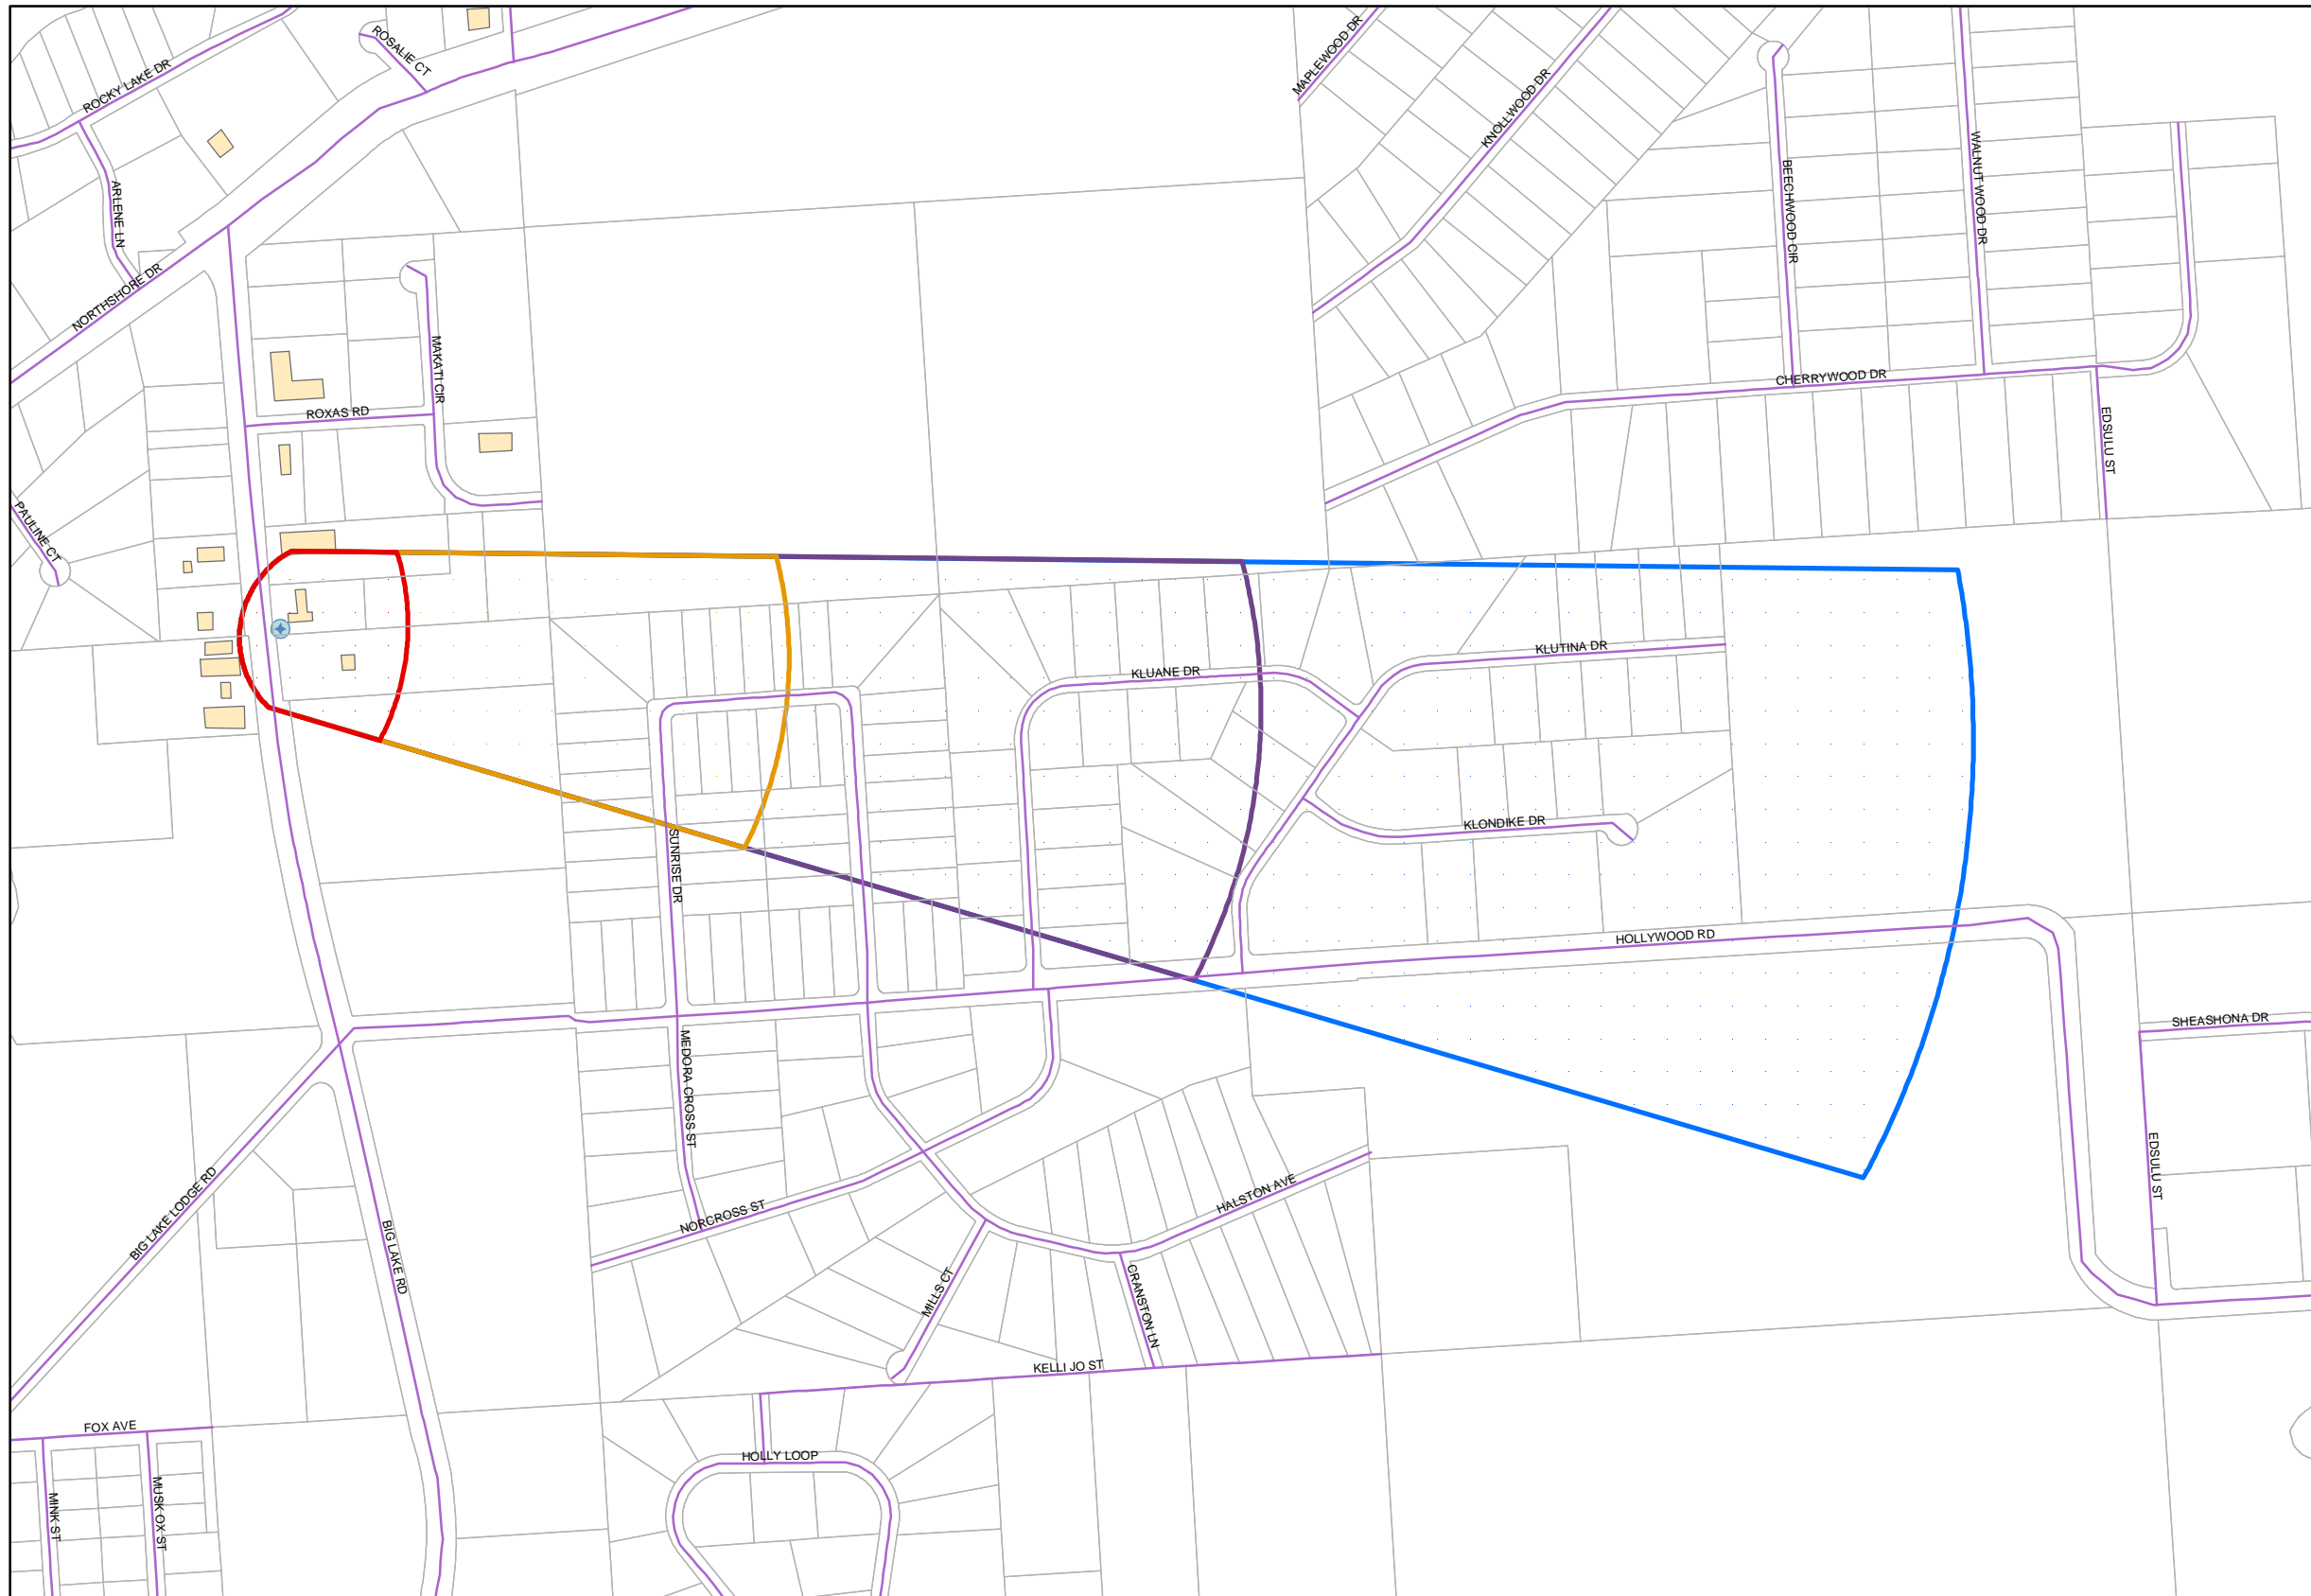 ROSALIE CT
MAPLEWOOD DR
ROCKY LAKE DR
KNOLLWOOD DR
ARLENE LN
WALNUT WOOD DR
BEECHWOOD CIR
NORTHSHORE DR
MAKATI CIR
CHERRYWOOD DR
ROXAS RD
EDSULU ST
PAULINE CT
KLUTINA DR
KLUANE DR
KLONDIKE DR
SUNRISE DR
HOLLYWOOD RD
SHEASHONA DR
MEDORA CROSS ST
EDSULU ST
BIG LAKE LODGE RD
HALSTON AVE
NORCROSS ST
BIG LAKE RD
MILLS CT
CRANSTON LN
KELLI JO ST
FOX AVE
HOLLY LOOP
MINK ST
MUSK OX ST